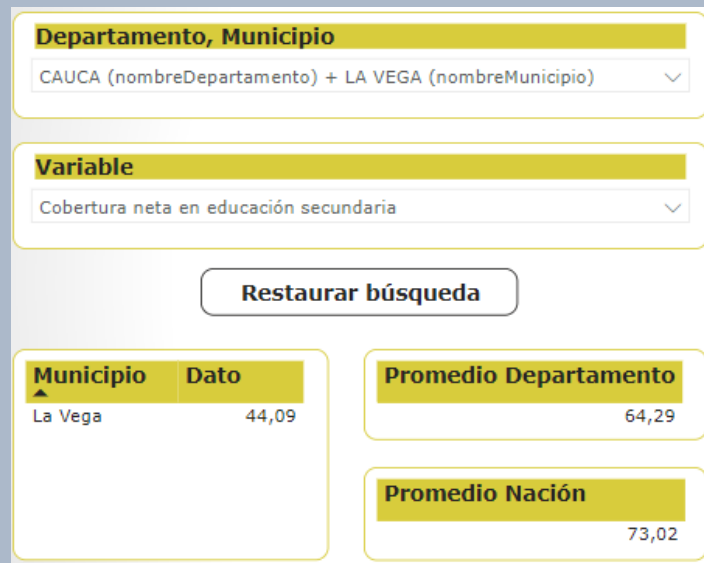 Departamento, Municipio
CAUCA (nombreDepartamento) + LA VEGA (nombreMunicipio)
Variable
Cobertura neta en educación secundaria
Restaurar búsqueda
Municipio Dato
La Vega 44,09
Promedio Departamento
64,29
Promedio Nación
73,02